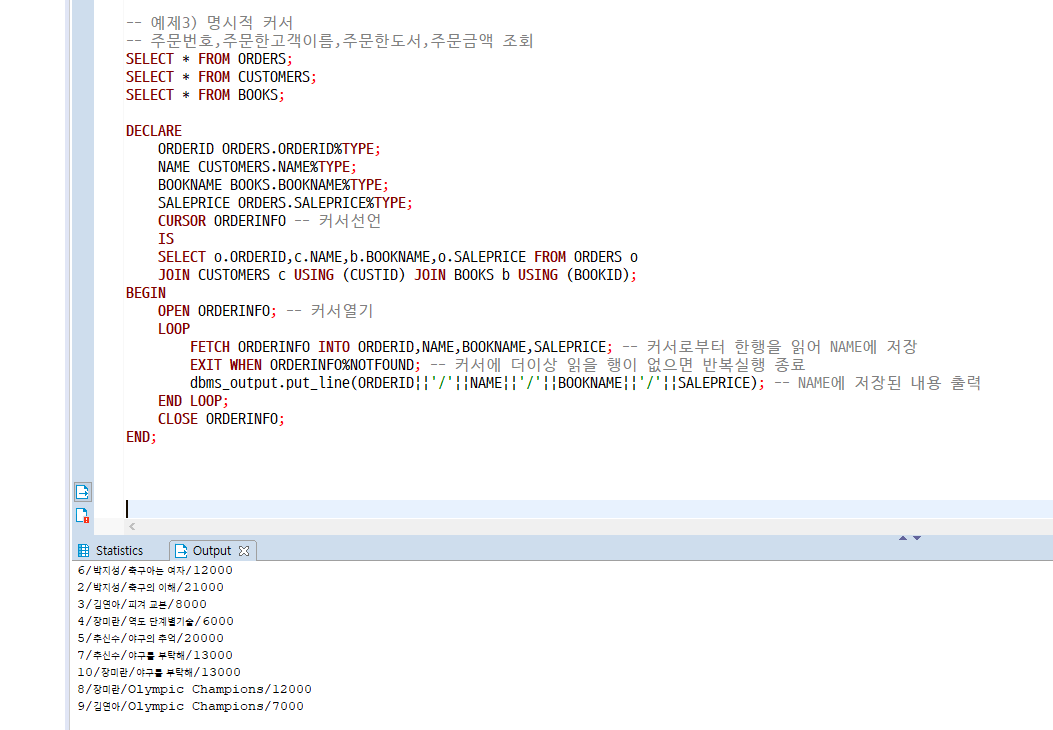 -- 예제3) 명시적 커서
-- 주문번호,주문한고객이름,주문한도서,주문금액 조회
SELECT * FROM ORDERS;
SELECT * FROM CUSTOMERS;
SELECT * FROM BOOKS;
DECLARE
ORDERID ORDERS.ORDERID%TYPE;
NAME CUSTOMERS.NAME%TYPE;
BOOKNAME BOOKS.BOOKNAME%TYPE;
SALEPRICE ORDERS.SALEPRICE%TYPE;
CURSOR ORDERINFO -- 커서선언
IS
SELECT o.ORDERID,c.NAME,b.BOOKNAME,o.SALEPRICE FROM ORDERS o
JOIN CUSTOMERS c USING (CUSTID) JOIN BOOKS b USING (BOOKID);
BEGIN
OPEN ORDERINFO; -- 커서열기
LOOP
FETCH ORDERINFO INTO ORDERID,NAME,BOOKNAME,SALEPRICE; -- 커서로부터 한행을 읽어 NAME에 저장
EXIT WHEN ORDERINFO%NOTFOUND; -- 커서에 더이상 읽을 행이 없으면 반복실행 종료
dbms_output.put_line(ORDERID||'/'||NAME||'/'||BOOKNAME||'/'||SALEPRICE); -- NAME에 저장된 내용 출력
END LOOP;
CLOSE ORDERINFO;
END;
Statistics Output
6/박지성/축구아는 여자/12000
2/박지성/축구의 이해/21000
3/김연아/피겨 교본/8000
4/장미란/역도 단계별기술/6000
5/추신수/야구의 추억/20000
7/추신수/야구를 부탁해/13000
10/장미란/야구를 부탁해/13000
8/장미란/Olympic Champions/12000
9/김연아/Olympic Champions/7000